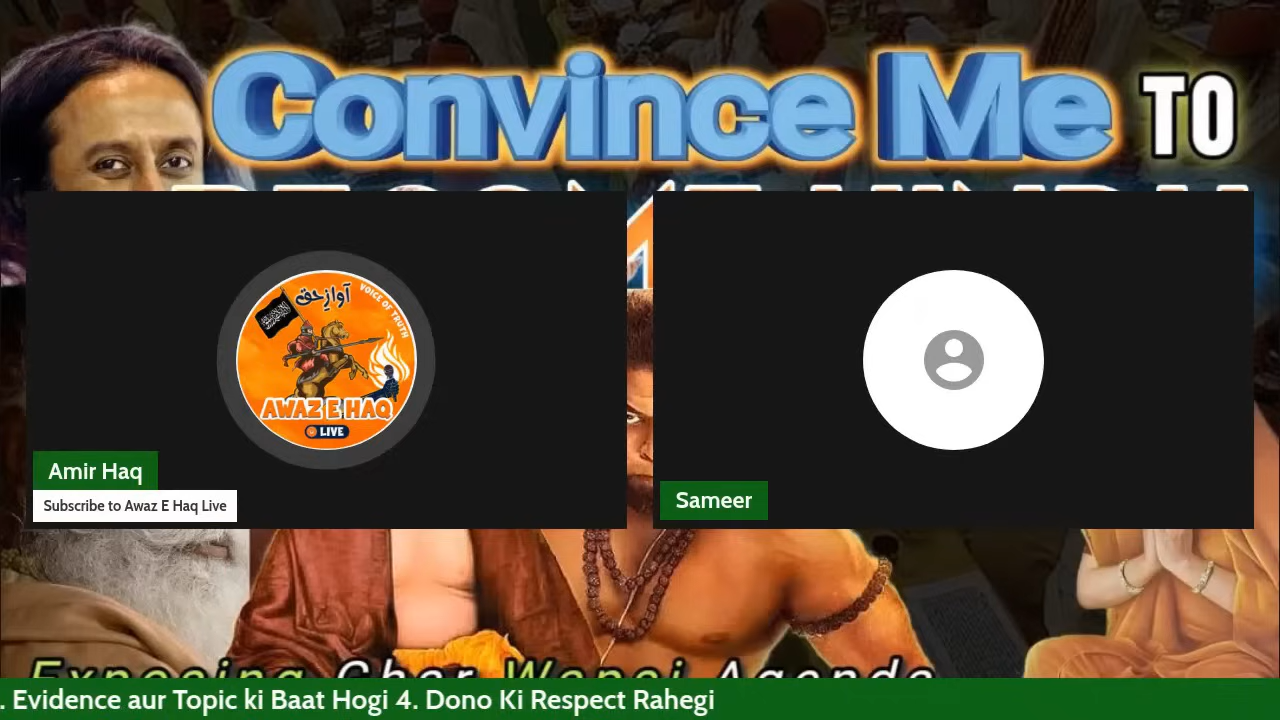 Convince Me TO
آوازِحق
VOICE OF TRUTH
AWAZ E HAQ
LIVE
Amir Haq
Subscribe to Awaz E Haq Live
Sameer
Exposing Ghar Wapsi Agenda
. Evidence aur Topic ki Baat Hogi 4. Dono Ki Respect Rahegi